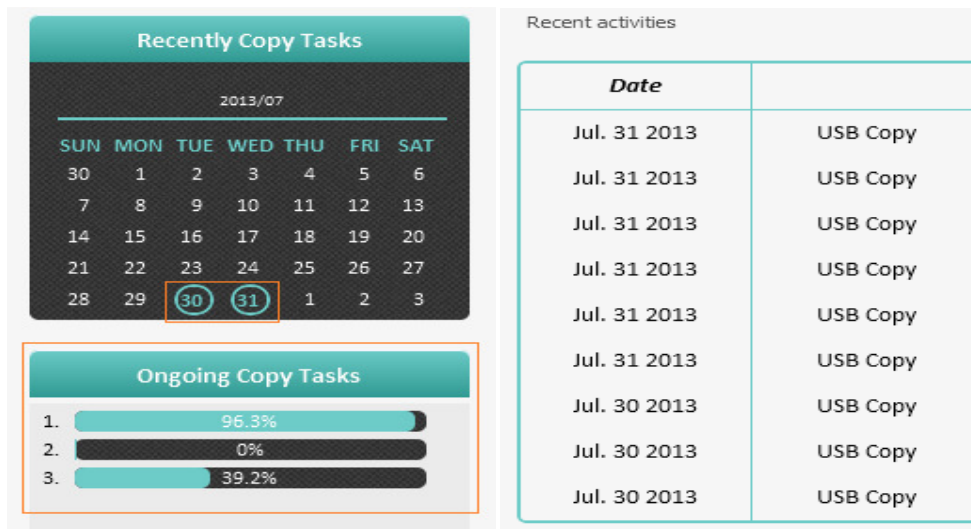 Recently Copy Tasks
2013/07
SUN MON TUE WED THU FRI SAT
30 1 2 3 4 5 6
7 8 9 10 11 12 13
14 15 16 17 18 19 20
21 22 23 24 25 26 27
28 29 30 31 1 2 3
Ongoing Copy Tasks
1. 96.3%
2. 0%
3. 39.2%
Recent activities
Date
Jul. 31 2013 USB Copy
Jul. 31 2013 USB Copy
Jul. 31 2013 USB Copy
Jul. 31 2013 USB Copy
Jul. 31 2013 USB Copy
Jul. 31 2013 USB Copy
Jul. 30 2013 USB Copy
Jul. 30 2013 USB Copy
Jul. 30 2013 USB Copy